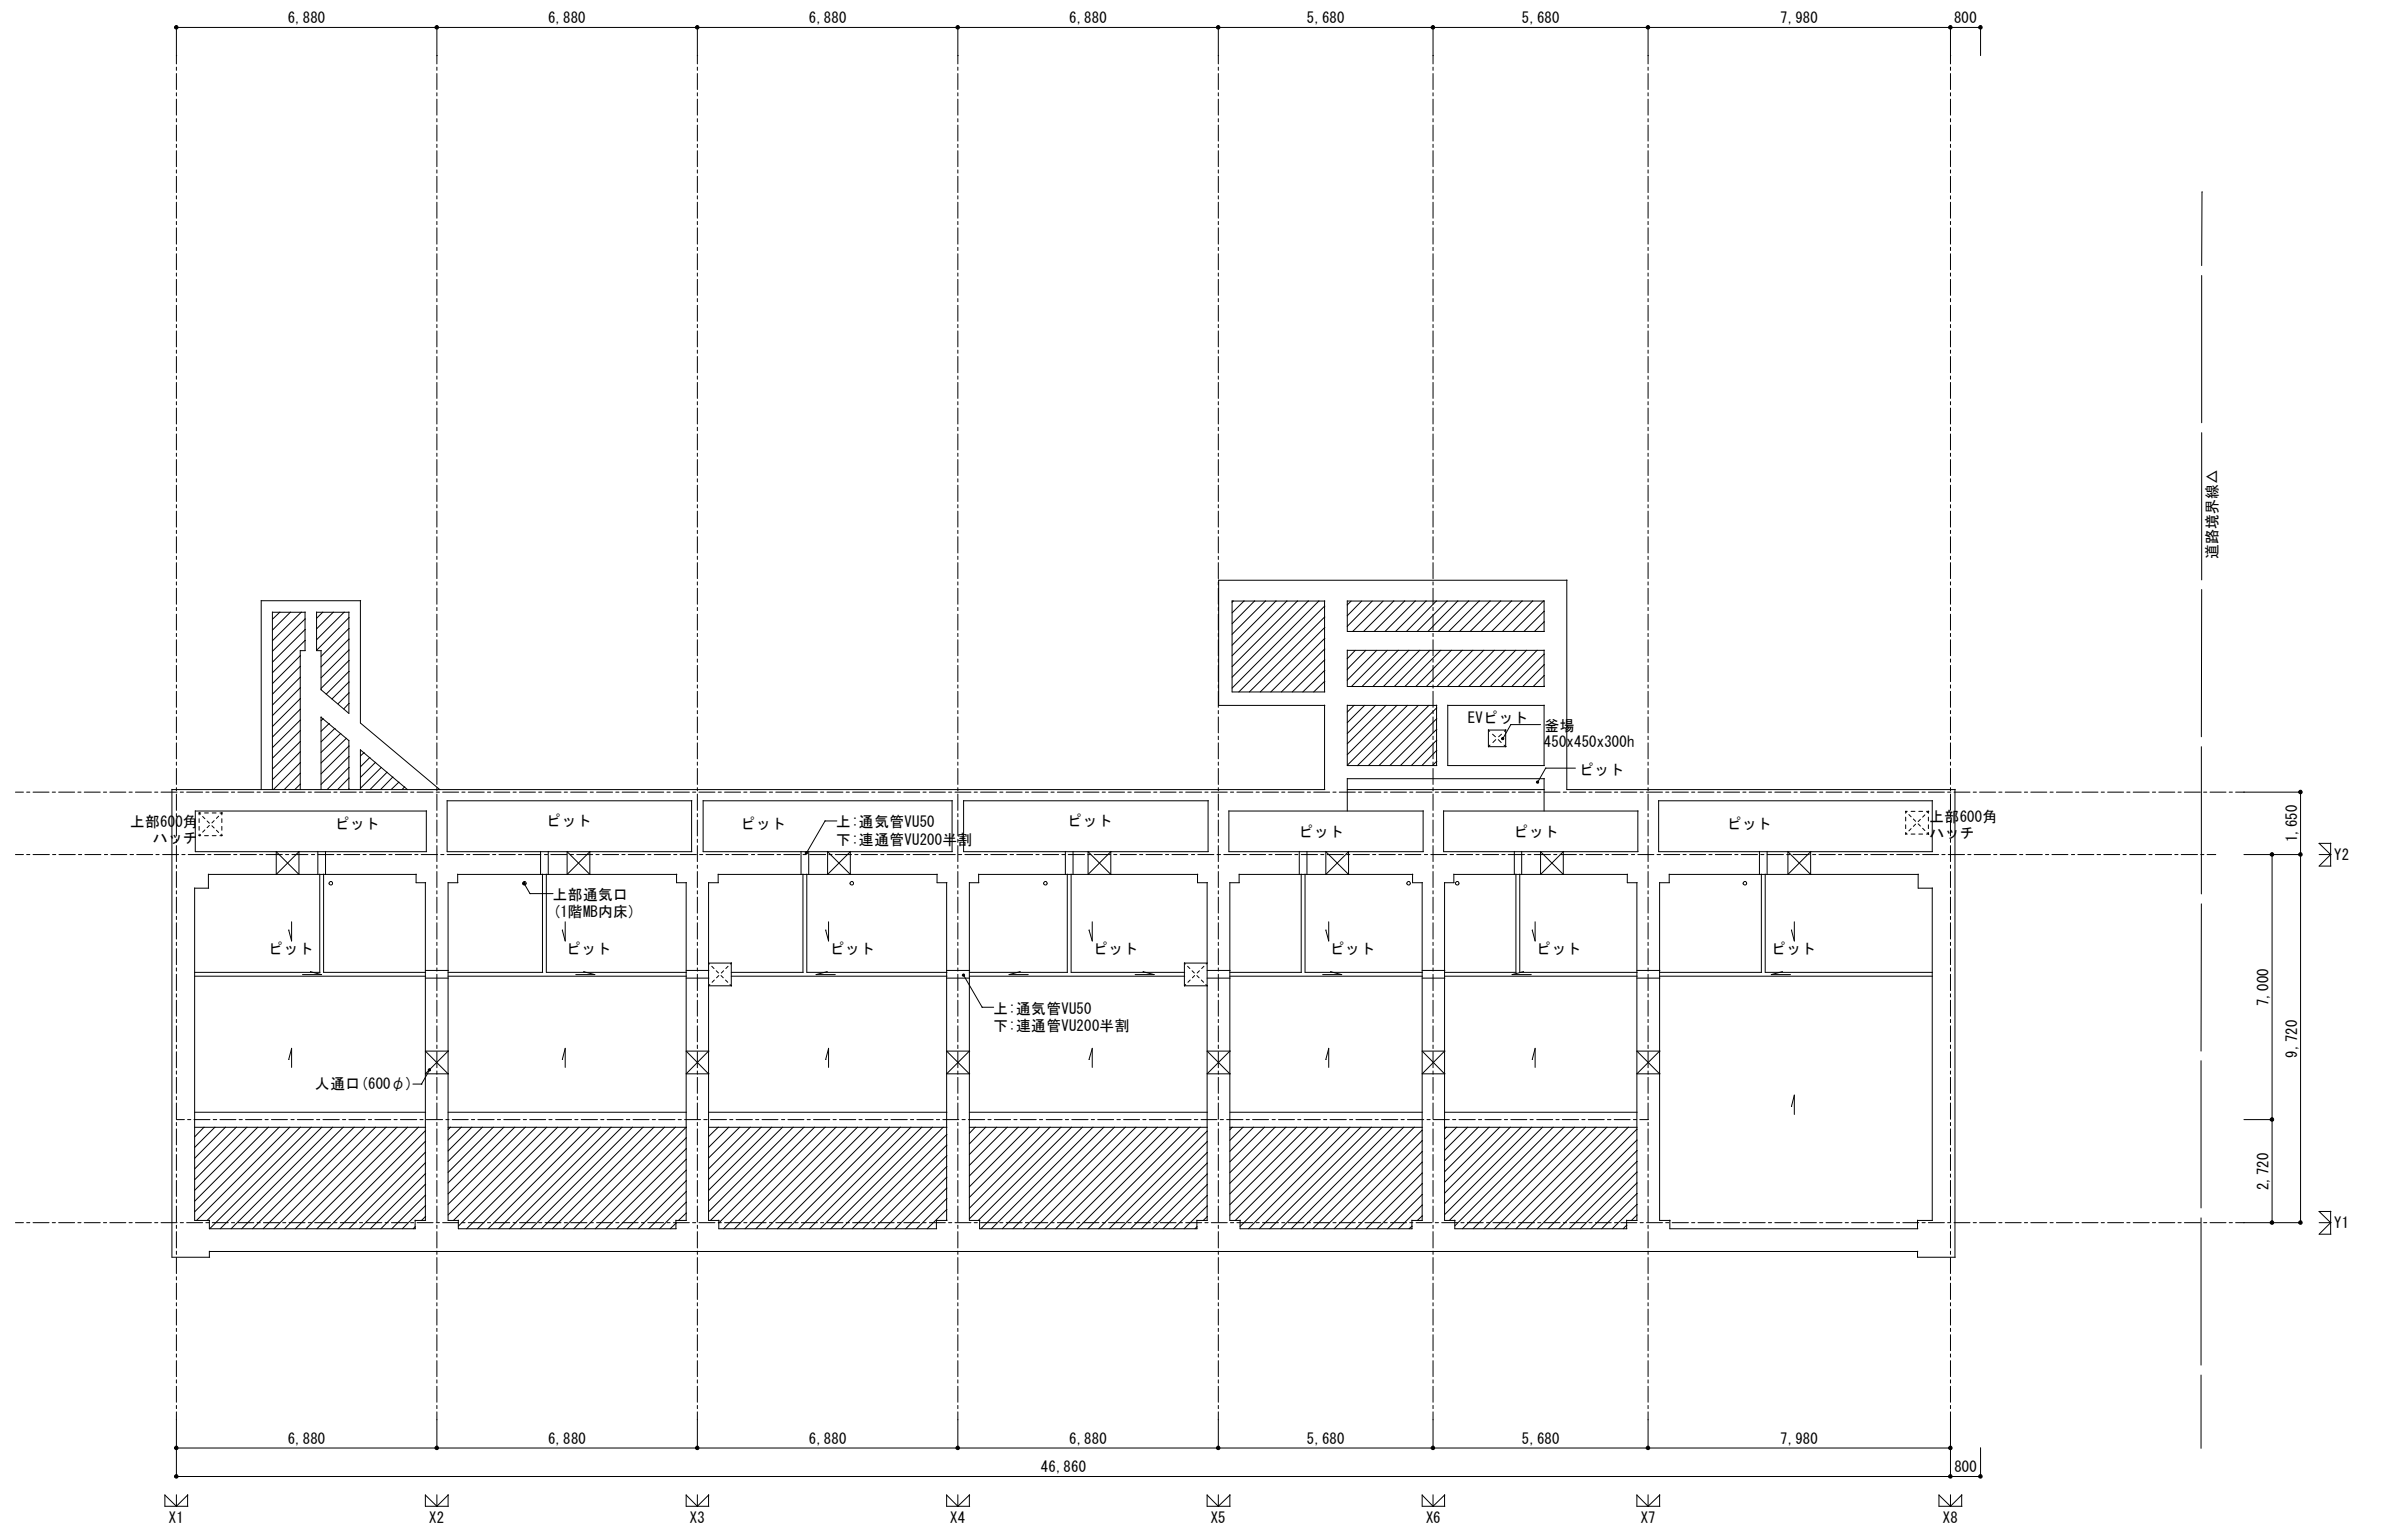 6,880
6,880
6,880
6,880
5,680
5,680
7,980
800
道路境界線△
EVピット
釜場
450x450x300h
ピット
上部600角
ハッチ
ピット
ピット
ピット
上:通気管VU50
下:連通管VU200半割
ピット
ピット
ピット
ピット
上部600角
ハッチ
1,650
Y2
上部通気口
(1階MB内床)
ピット
ピット
ピット
ピット
ピット
ピット
ピット
上:通気管VU50
下:連通管VU200半割
7,000
9,720
人通口(600φ)
2,720
Y1
6,880
6,880
6,880
6,880
5,680
5,680
7,980
46,860
800
X1
X2
X3
X4
X5
X6
X7
X8